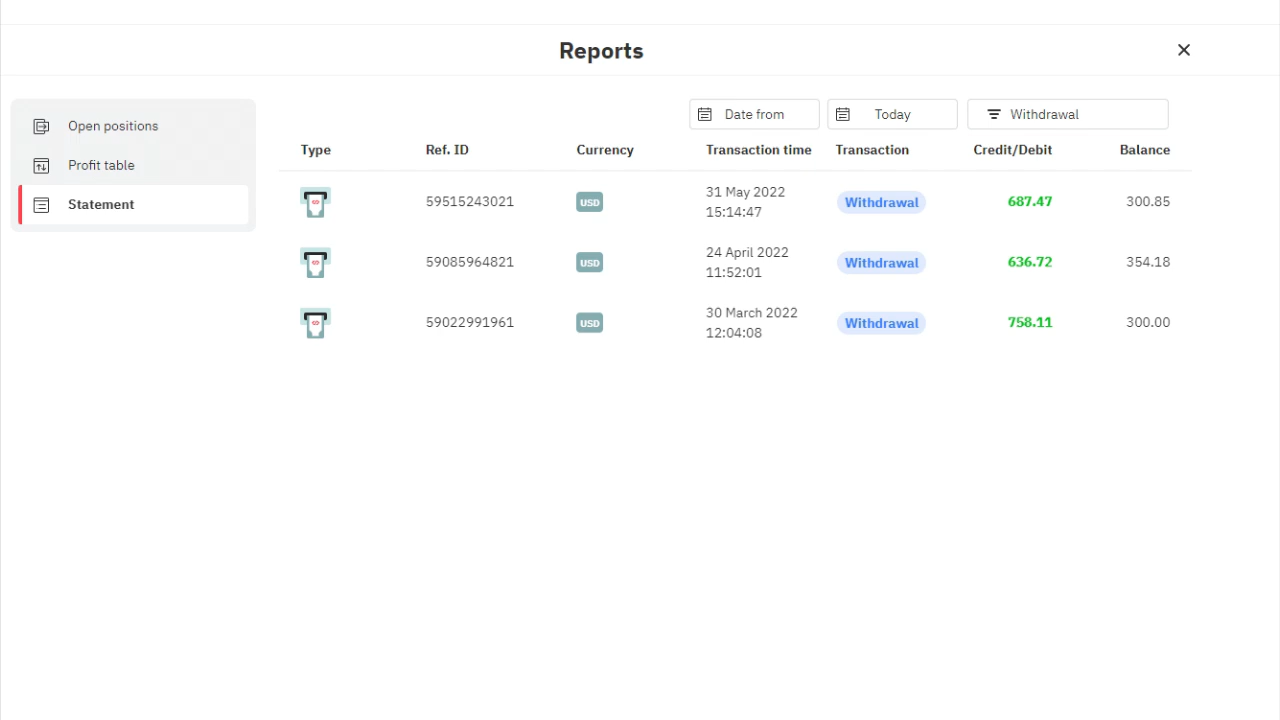 Reports
Open positions
Profit table
Statement
Date from
Today
Withdrawal
Type Ref. ID Currency Transaction time Transaction Credit/Debit Balance
59515243021 USD 31 May 2022 15:14:47 Withdrawal 687.47 300.85
59085964821 USD 24 April 2022 11:52:01 Withdrawal 636.72 354.18
59022991961 USD 30 March 2022 12:04:08 Withdrawal 758.11 300.00